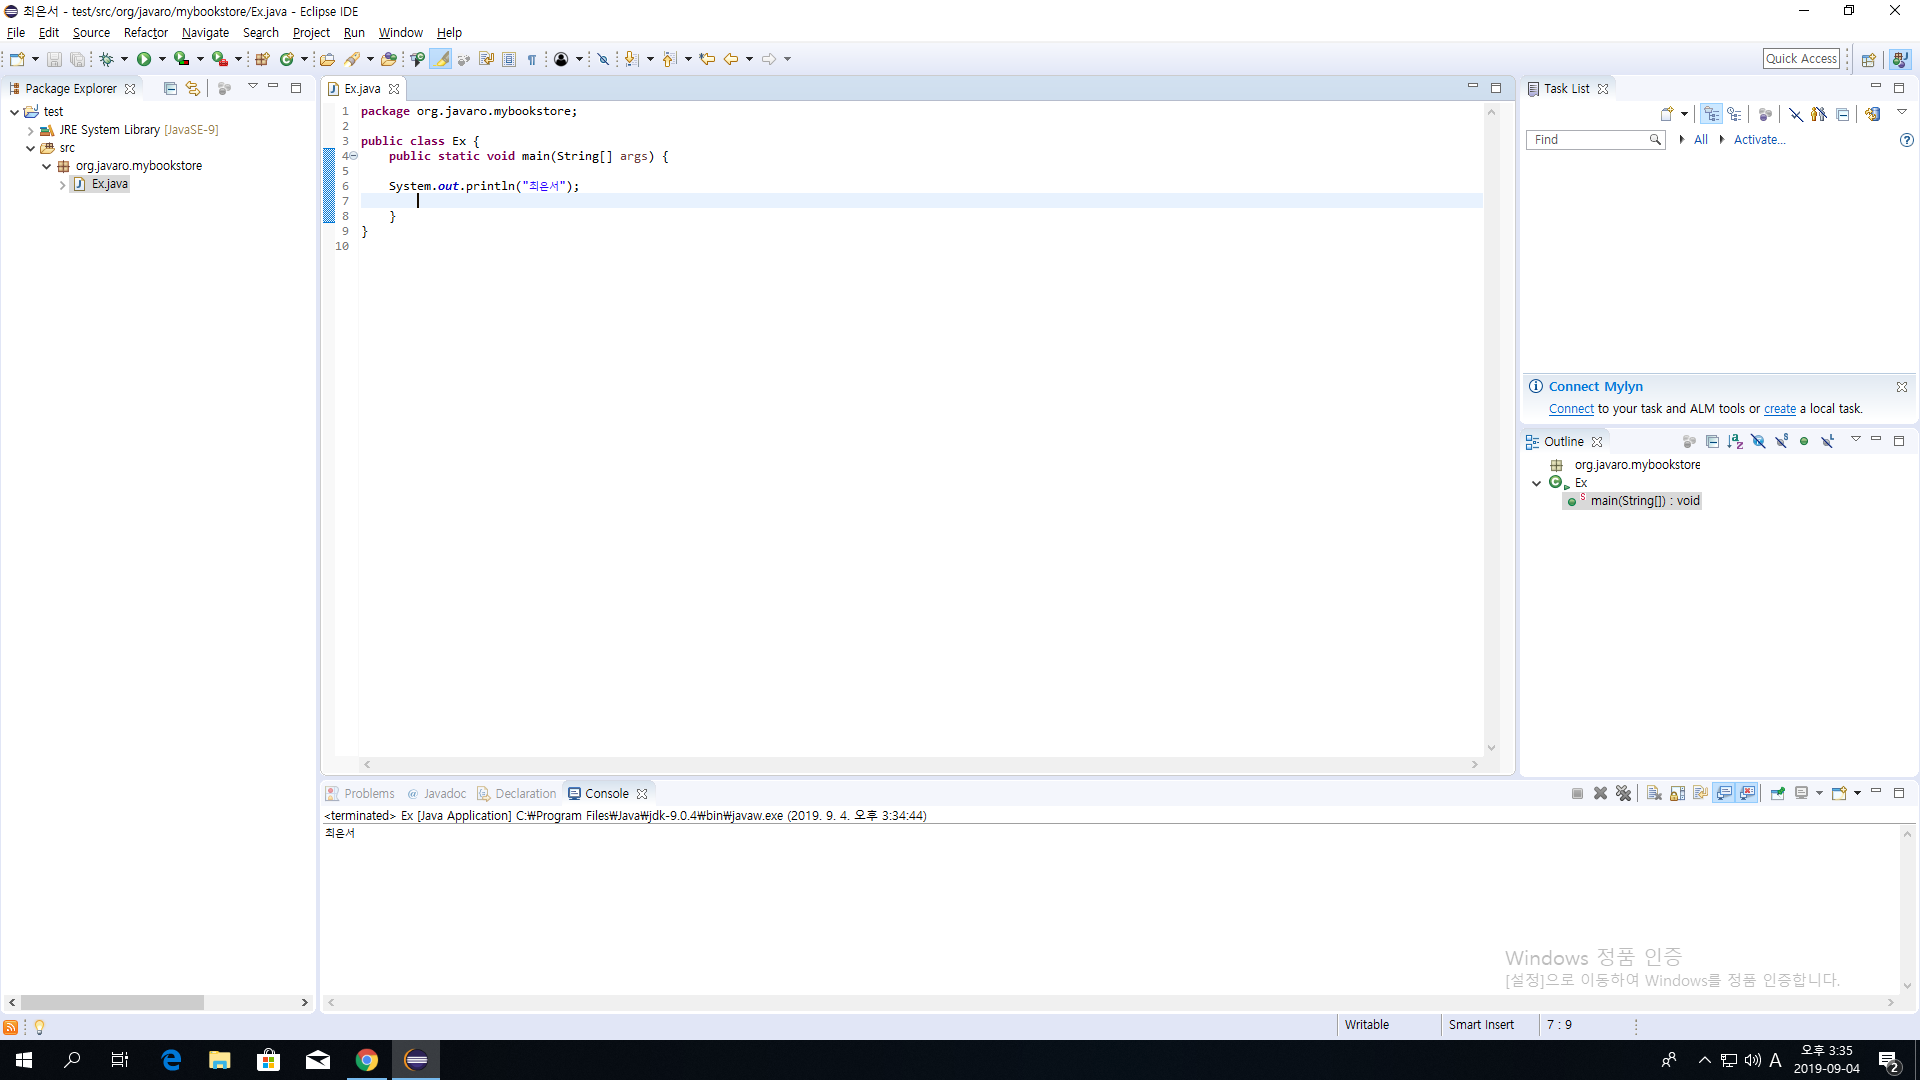 최은서 - test/src/org/javaro/mybookstore/Ex.java - Eclipse IDE
File Edit Source Refactor Navigate Search Project Run Window Help
Quick Access
Package Explorer
test
JRE System Library [JavaSE-9]
src
org.javaro.mybookstore
Ex.java
Ex.java
1 package org.javaro.mybookstore;
2
3 public class Ex {
4 public static void main(String[] args) {
5
6 System.out.println("최은서");
7
8 }
9 }
10
Task List
Find
All
Activate...
Connect Mylyn
Connect to your task and ALM tools or create a local task.
Outline
org.javaro.mybookstore
Ex
main(String[]) : void
Problems @ Javadoc Declaration Console
<terminated> Ex [Java Application] C:₩Program Files₩Java₩jdk-9.0.4₩bin₩javaw.exe (2019. 9. 4. 오후 3:34:44)
최은서
Windows 정품 인증
[설정]으로 이동하여 Windows를 정품 인증합니다.
Writable
Smart Insert
7 : 9
A
오후 3:35
2019-09-04
2